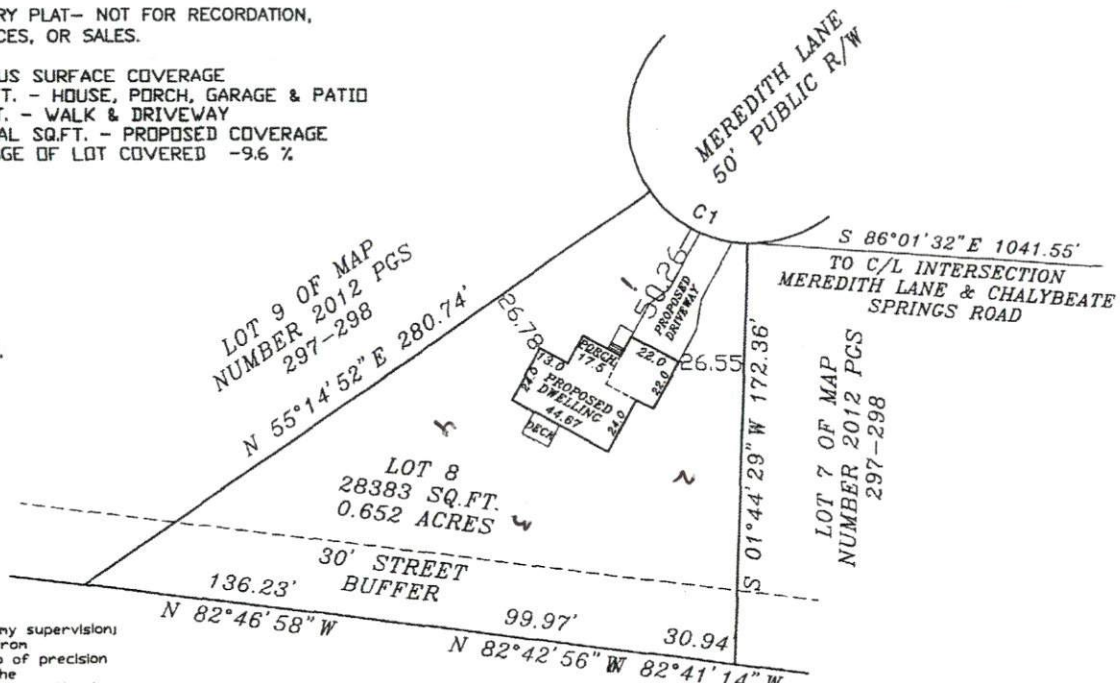 RY PLAT- NOT FOR RECORDATION,
CES, OR SALES.
US SURFACE COVERAGE
T. - HOUSE, PORCH, GARAGE & PATIO
T. - WALK & DRIVEWAY
AL SQ.FT. - PROPOSED COVERAGE
GE OF LOT COVERED -9.6 %
MEREDITH LANE
50' PUBLIC R/W
C1
S 86°01'32"E 1041.55'
TO C/L INTERSECTION
MEREDITH LANE & CHALYBEATE
SPRINGS ROAD
LOT 9 OF MAP
NUMBER 2012 PGS
297-298
N 55°14'52"E 280.74'
26.78
50.26
PROPOSED
DRIVEWAY
26.55
PORCH
17.5
13.0
22.0
22.0
24.0
PROPOSED
DWELLING
44.67
24.0
DECK
S 01°44'29"W 172.36'
LOT 7 OF MAP
NUMBER 2012 PGS
297-298
LOT 8
28383 SQ.FT.
0.652 ACRES
30' STREET
BUFFER
136.23'
99.97'
30.94
N 82°46'58"W
N 82°42'56"W
N 82°41'14"W
my supervision;
ron
of precision
he